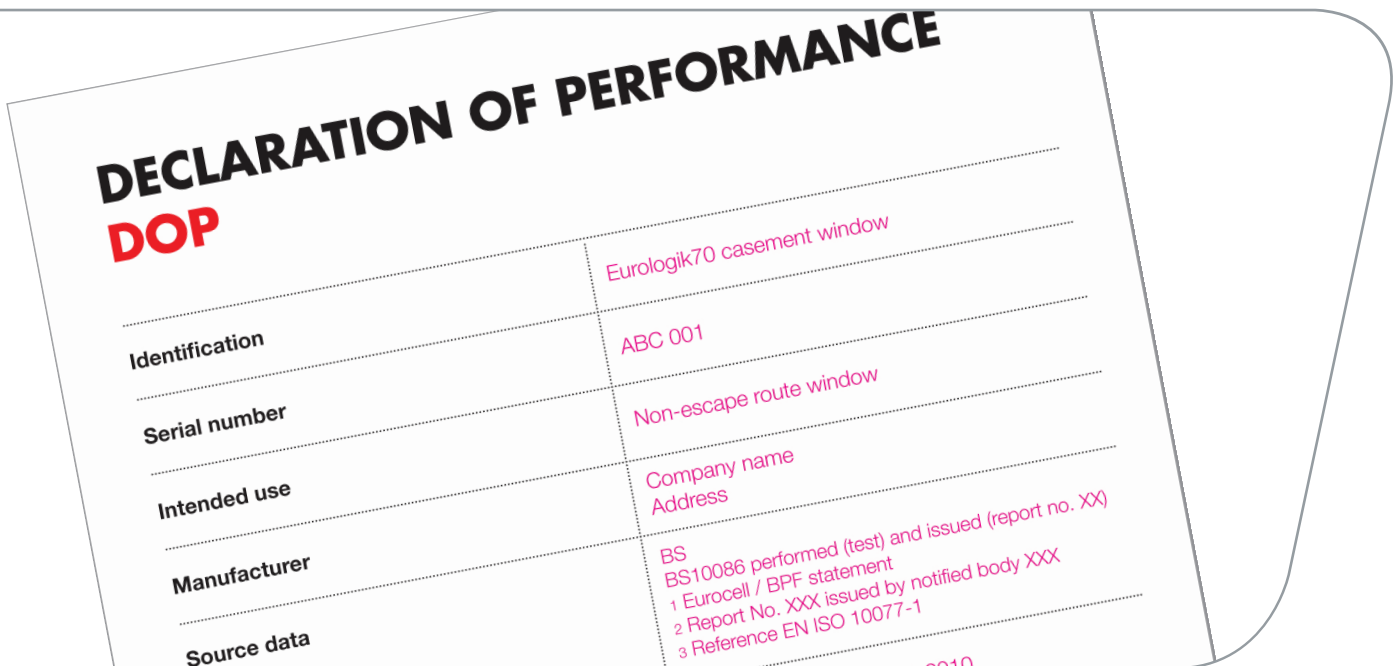 DECLARATION OF PERFORMANCE
DOP
Identification
Eurologik70 casement window
Serial number
ABC 001
Intended use
Non-escape route window
Manufacturer
Company name
Address
Source data
BS
BS10086 performed (test) and issued (report no. XX)
1 Eurocell / BPF statement
2 Report No. XXX issued by notified body XXX
3 Reference EN ISO 10077-1